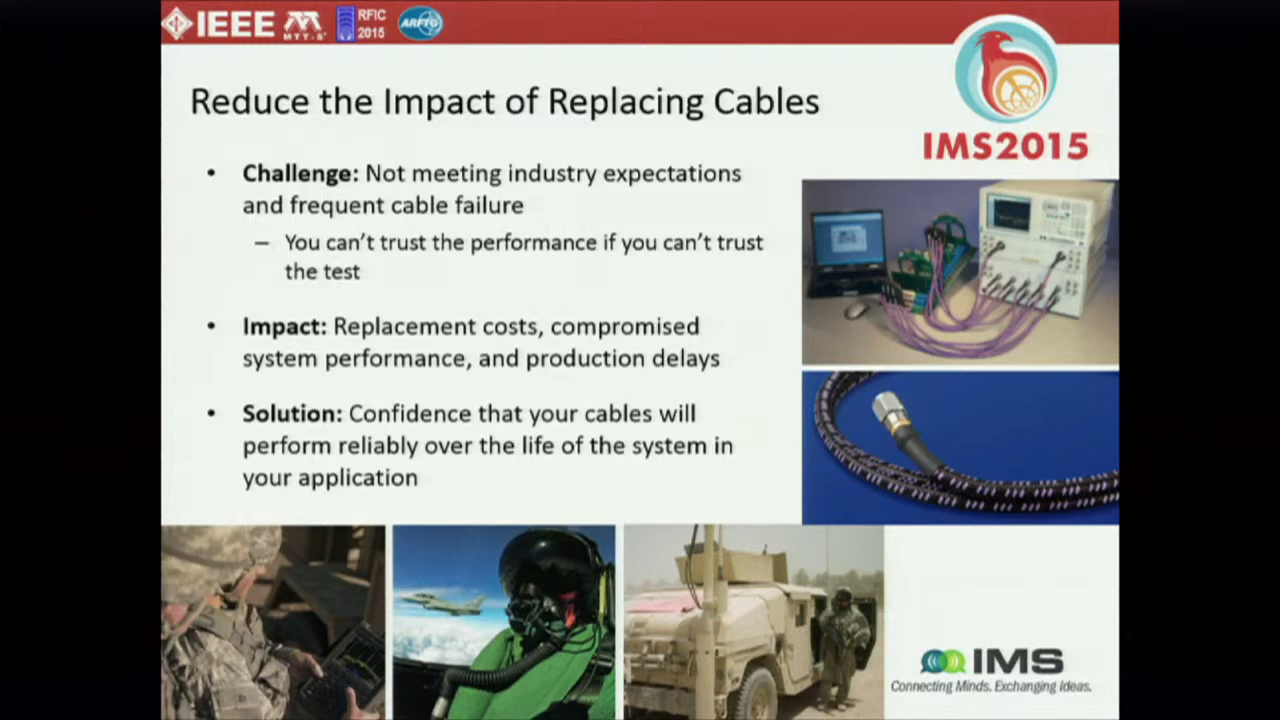 IEEE
MTT-S
RFIC
2015
ARFTG
Reduce the Impact of Replacing Cables
IMS2015
• Challenge: Not meeting industry expectations
and frequent cable failure
– You can’t trust the performance if you can’t trust
the test
• Impact: Replacement costs, compromised
system performance, and production delays
• Solution: Confidence that your cables will
perform reliably over the life of the system in
your application
IMS
Connecting Minds. Exchanging Ideas.